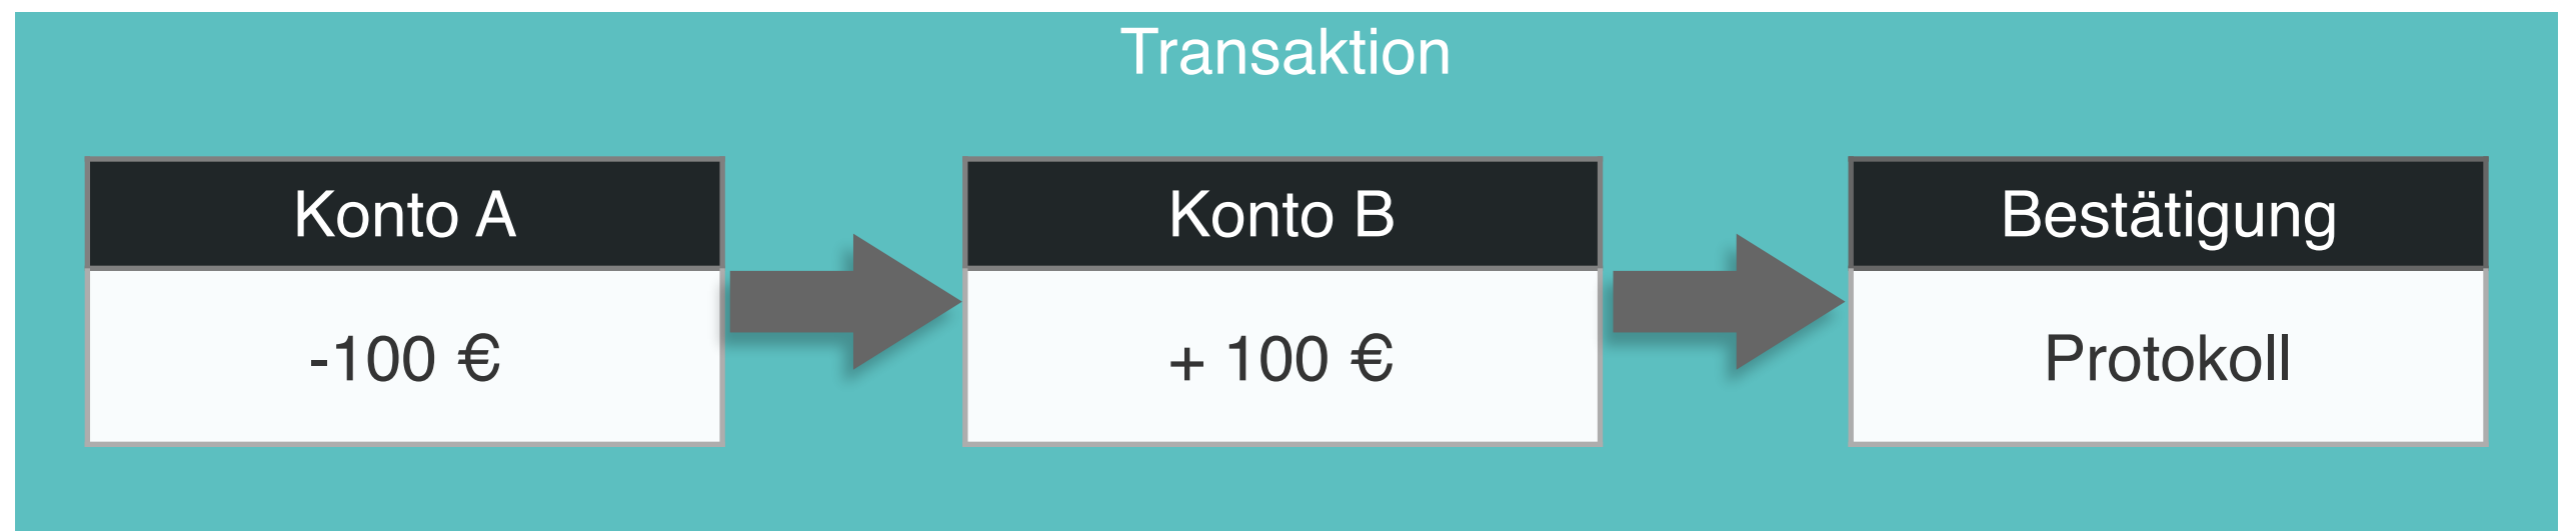 Transaktion
Konto A
-100 €
Konto B
+ 100 €
Bestätigung
Protokoll